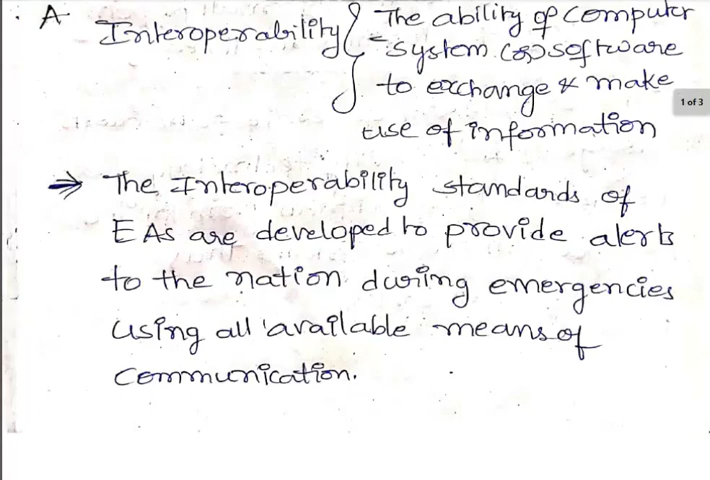 A Interoperability { The ability of computer
= system (or) software
to exchange & make
use of information
1 of 3
→ The Interoperability standards of
EAs are developed to provide alerts
to the nation during emergencies
using all available means of
communication.